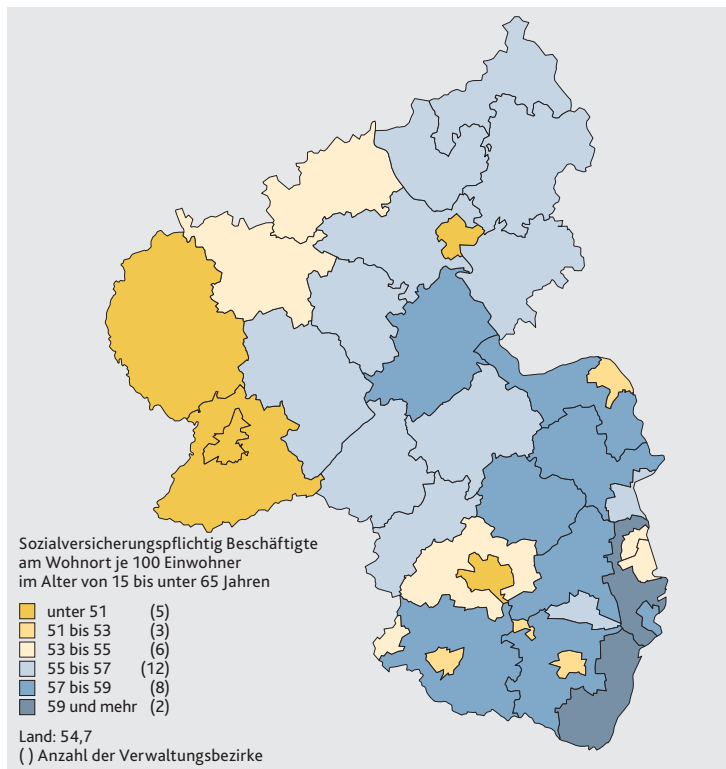 Sozialversicherungspflichtig Beschäftigte
am Wohnort je 100 Einwohner
im Alter von 15 bis unter 65 Jahren
unter 51 (5)
51 bis 53 (3)
53 bis 55 (6)
55 bis 57 (12)
57 bis 59 (8)
59 und mehr (2)
Land: 54,7
( ) Anzahl der Verwaltungsbezirke